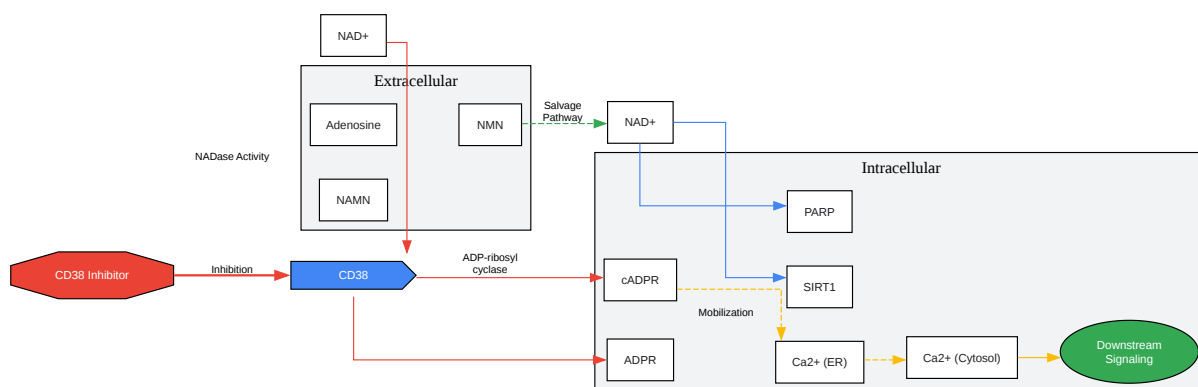 NAD+
Extracellular
Adenosine
NMN
Salvage
Pathway
NAD+
NADase Activity
Intracellular
NAMN
PARP
CD38 Inhibitor
Inhibition
CD38
ADP-ribosyl
cyclase
cADPR
SIRT1
Mobilization
ADPR
Ca2+ (ER)
Ca2+ (Cytosol)
Downstream
Signaling